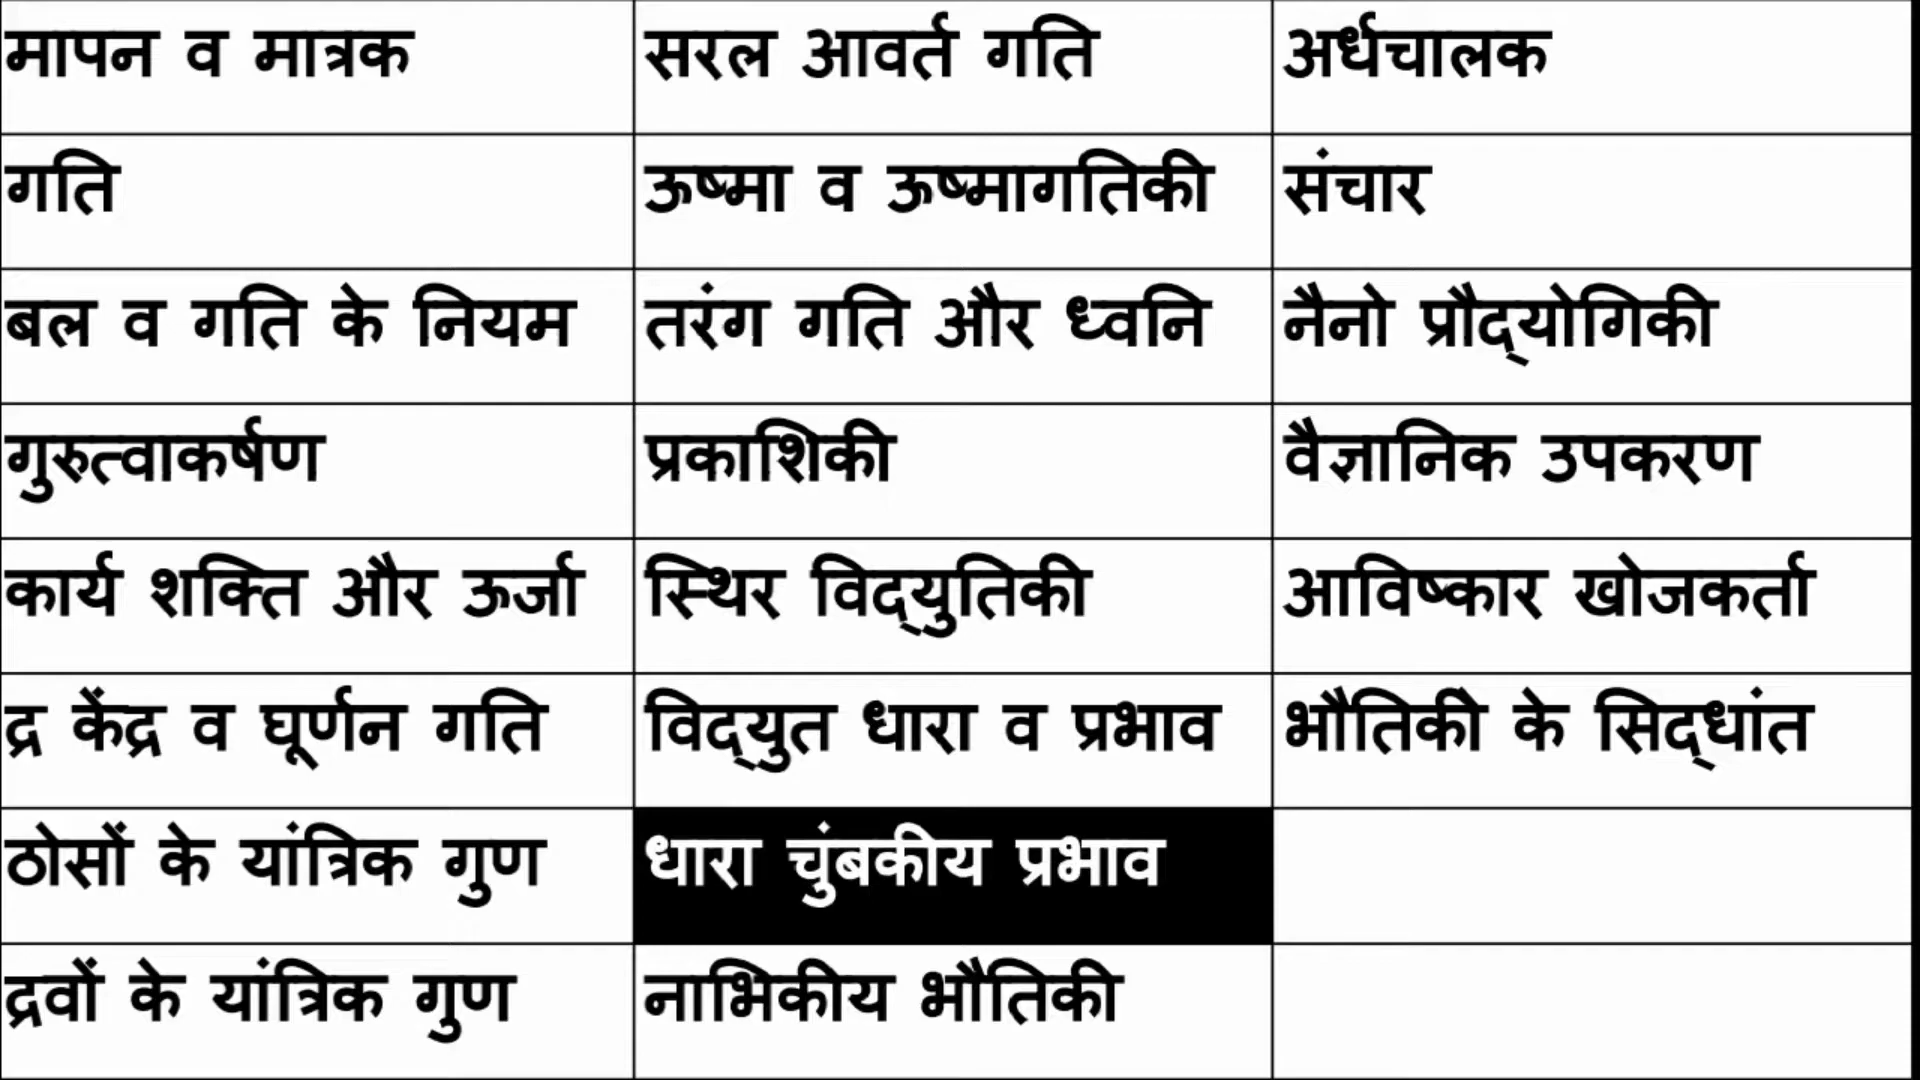 मापन व मात्रक सरल आवर्त गति अर्धचालक
गति ऊष्मा व ऊष्मागतिकी संचार
बल व गति के नियम तरंग गति और ध्वनि नैनो प्रौद्‌योगिकी
गुरुत्वाकर्षण प्रकाशिकी वैज्ञानिक उपकरण
कार्य शक्ति और ऊर्जा स्थिर विद्‌युतिकी आविष्कार खोजकर्ता
द्र केंद्र व घूर्णन गति विद्‌युत धारा व प्रभाव भौतिकी के सिद्‌धांत
ठोसों के यांत्रिक गुण धारा चुंबकीय प्रभाव
द्रवों के यांत्रिक गुण नाभिकीय भौतिकी